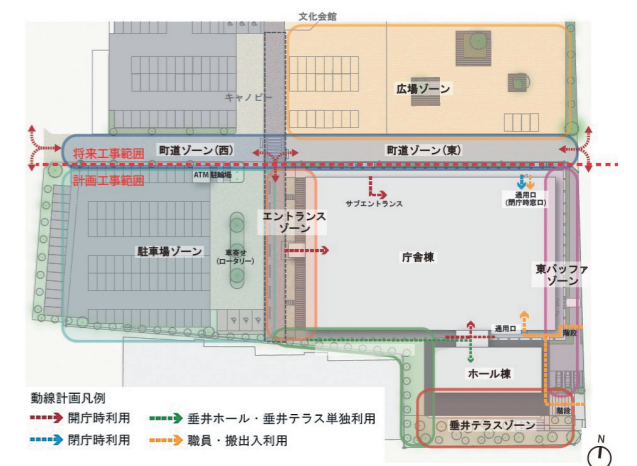 文化会館
広場ゾーン
キャノピー
町道ゾーン(西)
町道ゾーン(東)
将来工事範囲
計画工事範囲
ATM 駐輪場
サブエントランス
通用口
(閉庁時窓口)
エントランス
ゾーン
駐車場ゾーン
車寄せ
(ロータリー)
庁舎棟
東バッファ
ゾーン
通用口
階段
ホール棟
階段
垂井テラスゾーン
動線計画凡例
開庁時利用
垂井ホール・垂井テラス単独利用
閉庁時利用
職員・搬出入利用
N